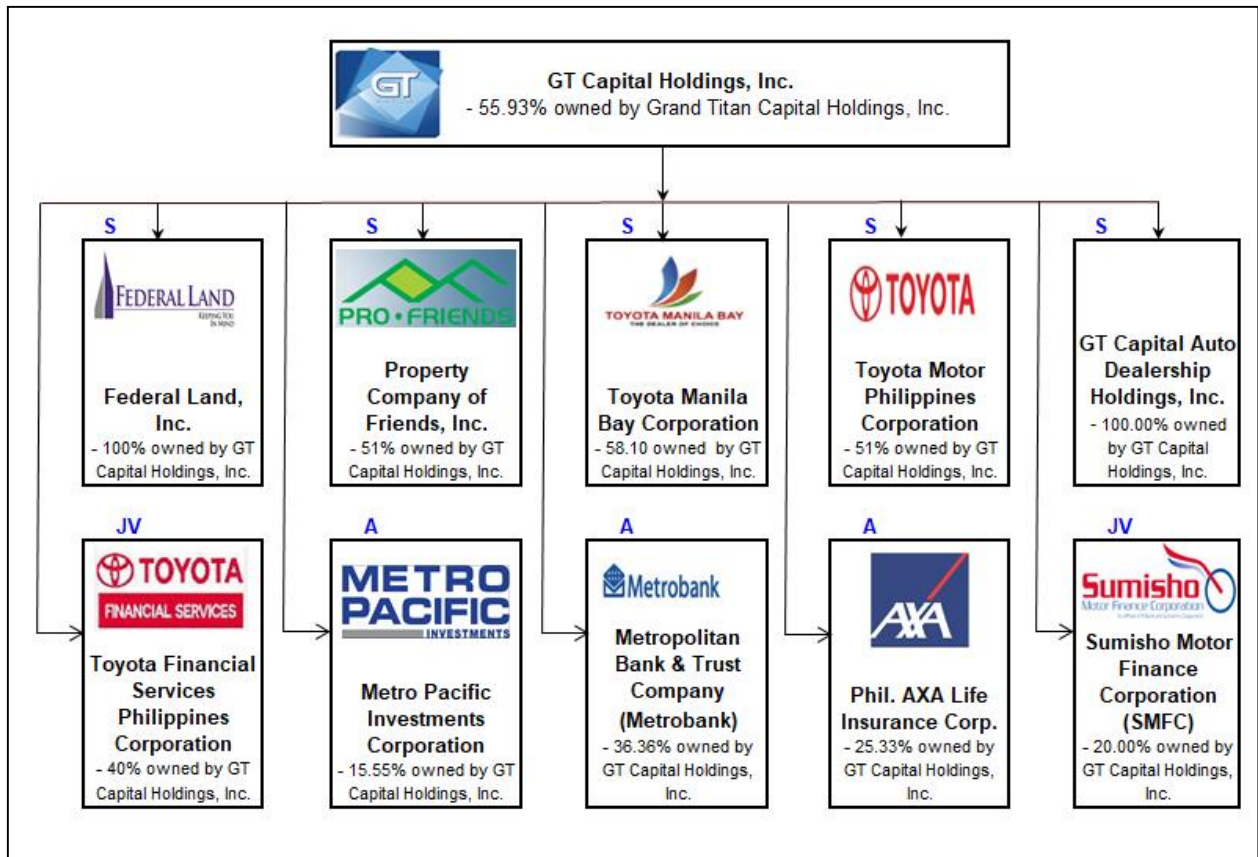 GT
GT Capital Holdings, Inc.
- 55.93% owned by Grand Titan Capital Holdings, Inc.
S
S
S
S
S
FEDERAL LAND
KEEPING YOU
IN MIND
Federal Land,
Inc.
- 100% owned by GT
Capital Holdings, Inc.
PRO • FRIENDS
Property
Company of
Friends, Inc.
- 51% owned by GT
Capital Holdings, Inc.
TOYOTA MANILA BAY
THE DEALER OF CHOICE
Toyota Manila
Bay Corporation
- 58.10 owned by GT
Capital Holdings, Inc.
TOYOTA
Toyota Motor
Philippines
Corporation
- 51% owned by GT
Capital Holdings, Inc.
GT Capital Auto
Dealership
Holdings, Inc.
- 100.00% owned
by GT Capital
Holdings, Inc.
JV
A
A
A
JV
TOYOTA
FINANCIAL SERVICES
Toyota Financial
Services
Philippines
Corporation
- 40% owned by GT
Capital Holdings, Inc.
METRO
PACIFIC
INVESTMENTS
Metro Pacific
Investments
Corporation
- 15.55% owned by GT
Capital Holdings, Inc.
Metrobank
Metropolitan
Bank & Trust
Company
(Metrobank)
- 36.36% owned by
GT Capital Holdings,
Inc.
AXA
Phil. AXA Life
Insurance Corp.
- 25.33% owned by
GT Capital Holdings,
Inc.
Sumisho
Motor Finance Corporation
Sumisho Motor
Finance
Corporation
(SMFC)
- 20.00% owned by
GT Capital Holdings,
Inc.